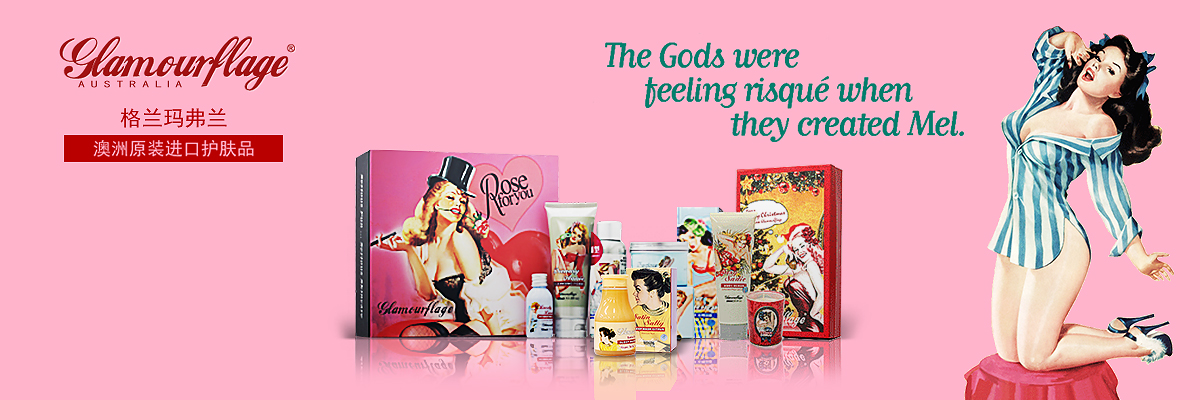 Glamourflage®
AUSTRALIA
格兰玛弗兰
澳洲原装进口护肤品
The Gods were
feeling risqué when
they created Mel.
Rose
for you
Glamourflage
Satin
Sally